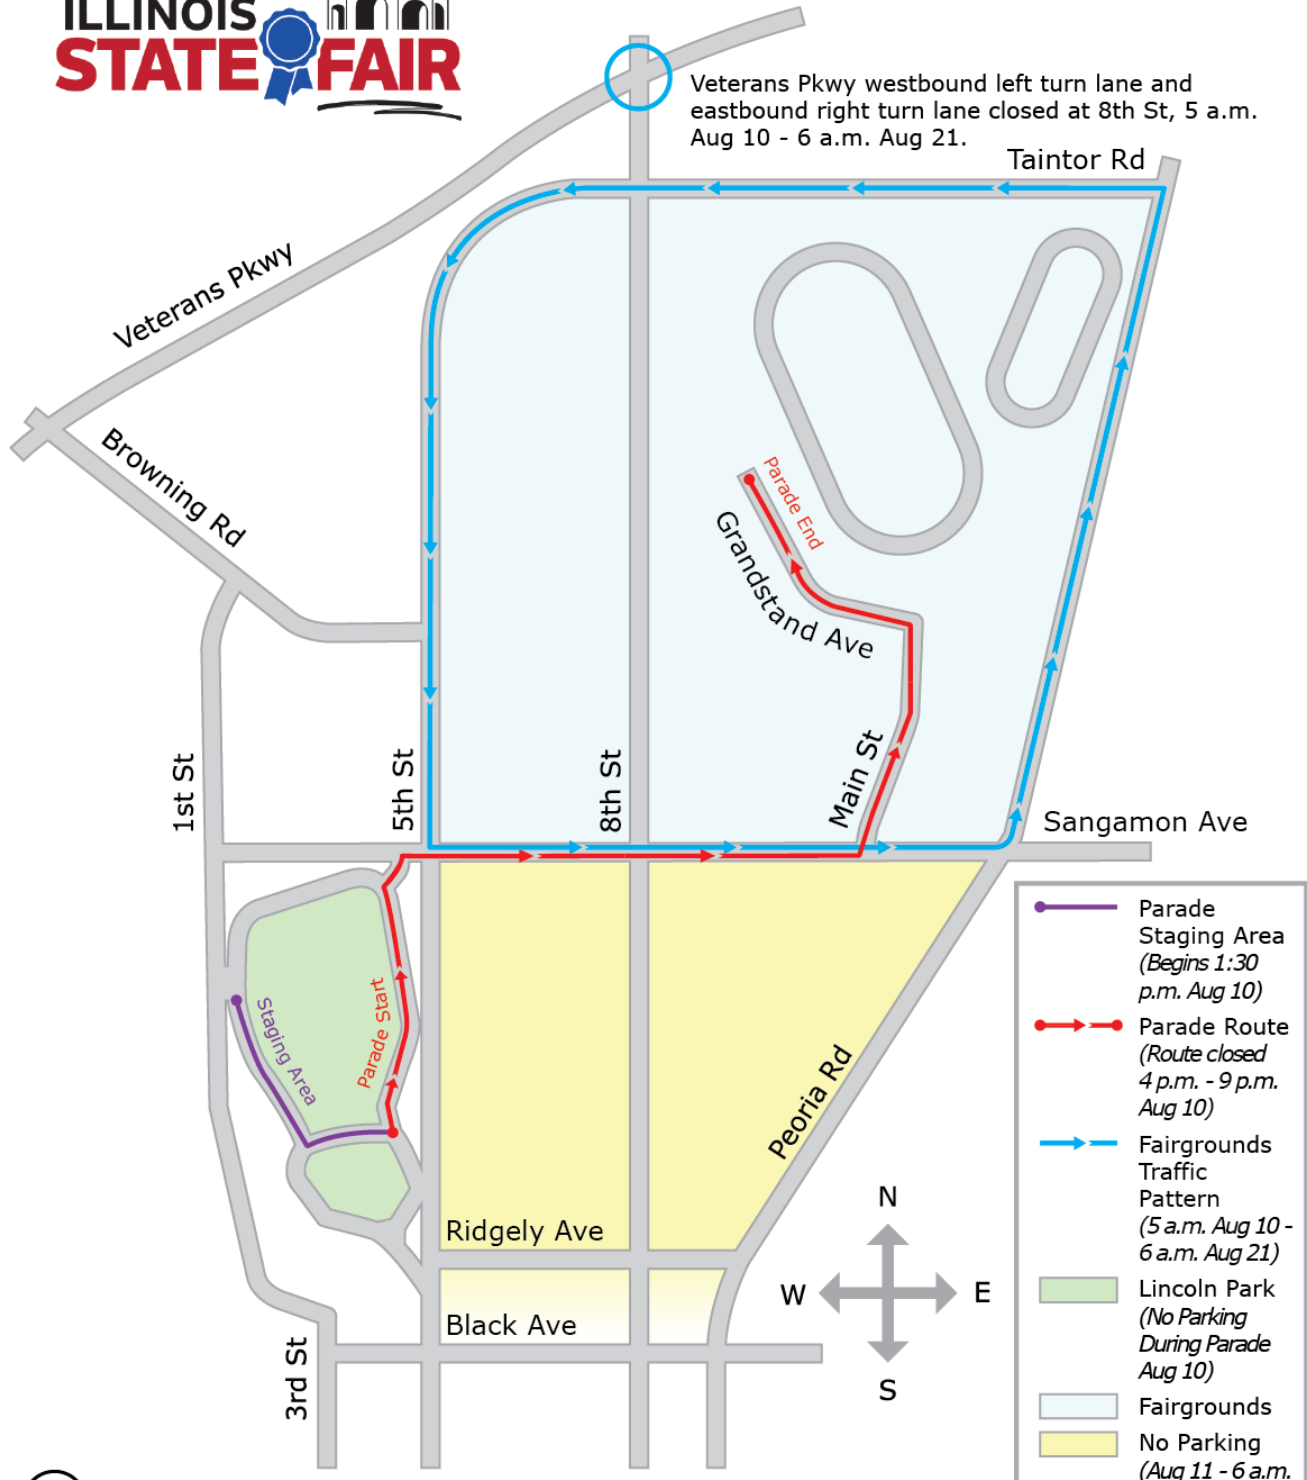 ILLINOIS
STATE FAIR
Veterans Pkwy westbound left turn lane and
eastbound right turn lane closed at 8th St, 5 a.m.
Aug 10 - 6 a.m. Aug 21.
Taintor Rd
Veterans Pkwy
Browning Rd
Parade End
Grandstand Ave
Main St
1st St
5th St
8th St
Sangamon Ave
Staging Area
Parade Start
Peoria Rd
Ridgely Ave
Black Ave
3rd St
N
W
E
S
Parade
Staging Area
(Begins 1:30
p.m. Aug 10)
Parade Route
(Route closed
4 p.m. - 9 p.m.
Aug 10)
Fairgrounds
Traffic
Pattern
(5 a.m. Aug 10 -
6 a.m. Aug 21)
Lincoln Park
(No Parking
During Parade
Aug 10)
Fairgrounds
No Parking
(Aug 11 - 6 a.m.